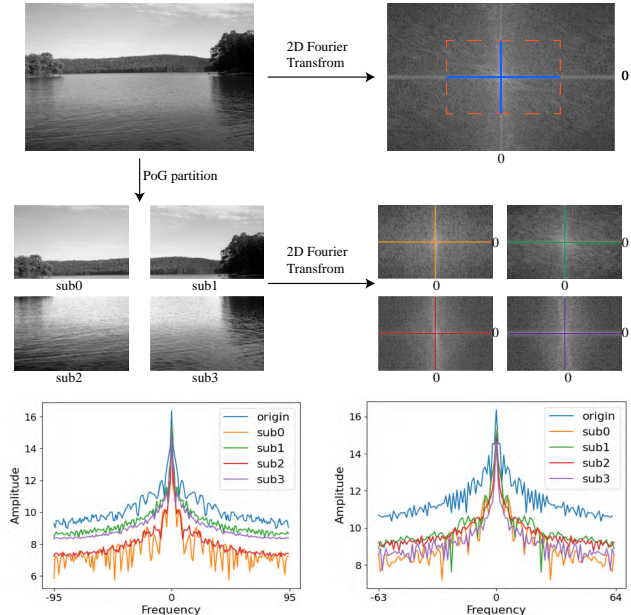 2D Fourier
Transfrom
0
0
PoG partition
sub0
sub1
sub2
sub3
2D Fourier
Transfrom
0
0
0
0
0
0
0
0
16
14
12
10
8
6
Amplitude
origin
sub0
sub1
sub2
sub3
-95
0
95
Frequency
16
14
12
10
8
Amplitude
origin
sub0
sub1
sub2
sub3
-63
0
64
Frequency